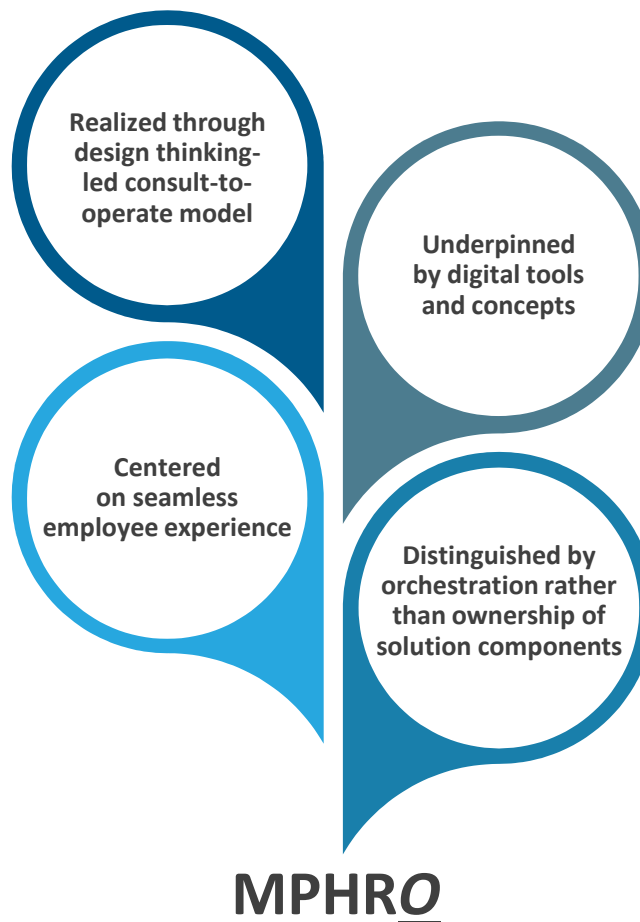 Realized through
design thinking-
led consult-to-
operate model
Underpinned
by digital tools
and concepts
Centered
on seamless
employee experience
Distinguished by
orchestration rather
than ownership of
solution components
MPHRO